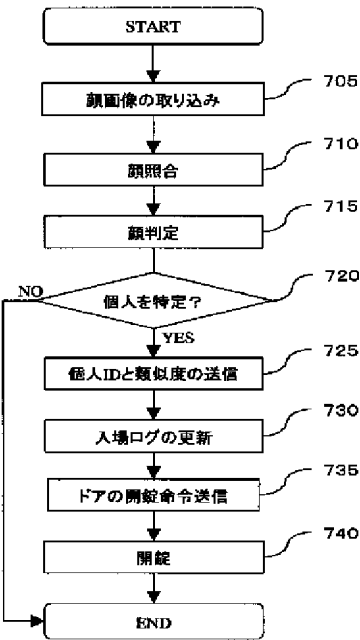 START
顔画像の取り込み
705
顔照合
710
顔判定
715
個人を特定？
720
NO
YES
個人IDと類似度の送信
725
入場ログの更新
730
ドアの開錠命令送信
735
開錠
740
END